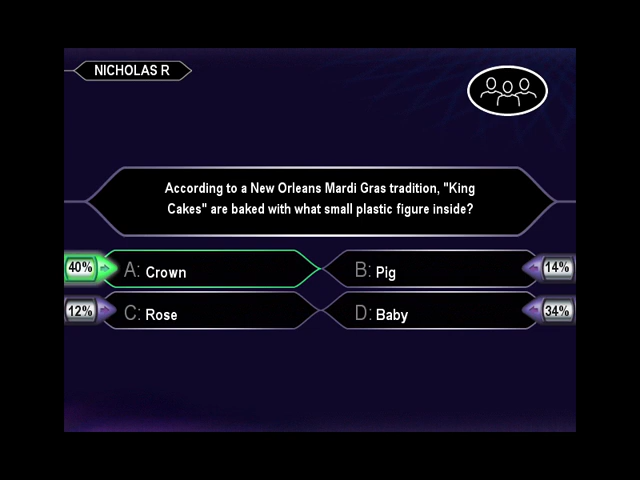 NICHOLAS R
According to a New Orleans Mardi Gras tradition, "King
Cakes" are baked with what small plastic figure inside?
40% A: Crown
B: Pig 14%
12% C: Rose
D: Baby 34%